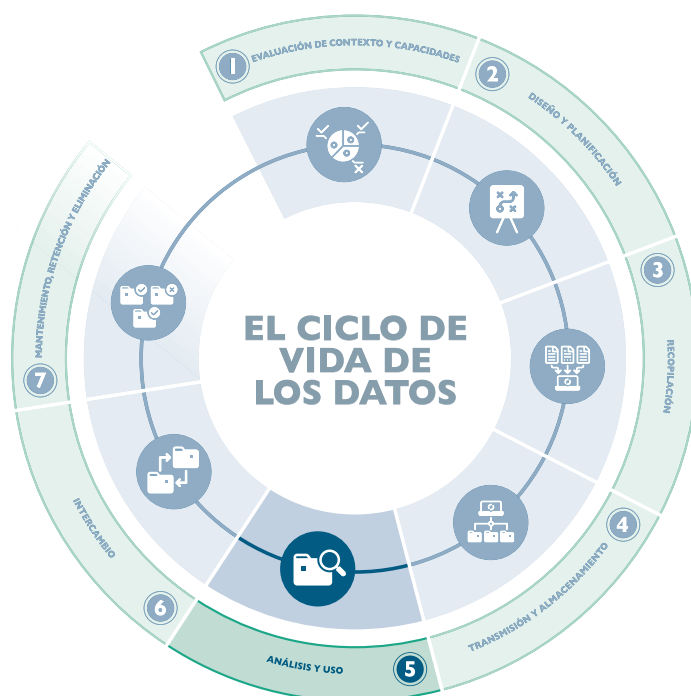 EL CICLO DE
VIDA DE
LOS DATOS
1
EVALUACIÓN DE CONTEXTO Y CAPACIDADES
2
DISEÑO Y PLANIFICACIÓN
3
RECOPILACIÓN
4
TRANSMISIÓN Y ALMACENAMIENTO
5
ANÁLISIS Y USO
6
INTERCAMBIO
7
MANTENIMIENTO, RETENCIÓN Y ELIMINACIÓN